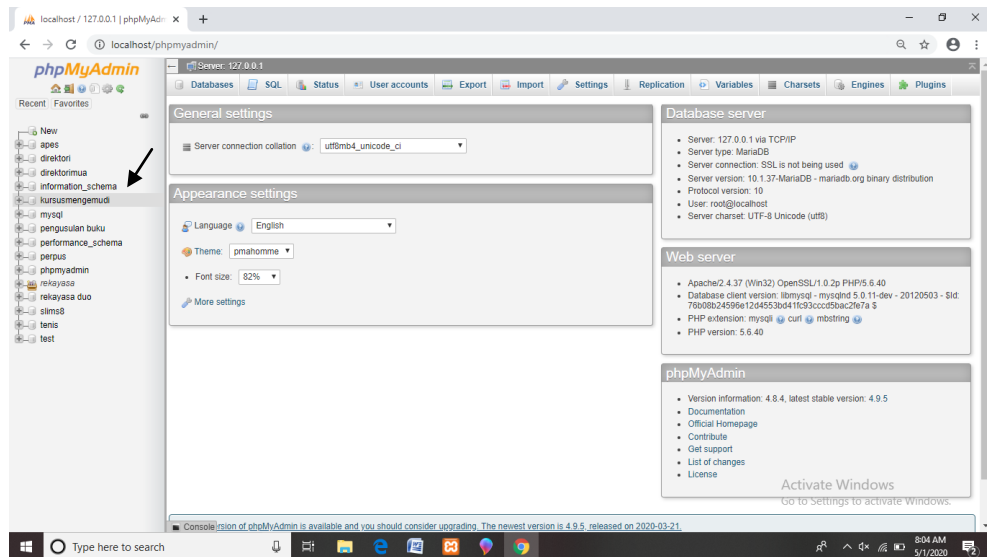 localhost / 127.0.0.1 | phpMyAdm
localhost/phpmyadmin/
phpMyAdmin
Recent Favorites
New
apes
direktori
direktorimua
information_schema
kursusmengemudi
mysql
pengusulan buku
performance_schema
perpus
phpmyadmin
rekayasa
rekayasa duo
slims8
tenis
test
Server: 127.0.0.1
Databases SQL Status User accounts Export Import Settings Replication Variables Charsets Engines Plugins
General settings
Server connection collation : utf8mb4_unicode_ci
Appearance settings
Language English
Theme: pmahomme
• Font size: 82%
More settings
Database server
• Server: 127.0.0.1 via TCP/IP
• Server type: MariaDB
• Server connection: SSL is not being used
• Server version: 10.1.37-MariaDB - mariadb.org binary distribution
• Protocol version: 10
• User: root@localhost
• Server charset: UTF-8 Unicode (utf8)
Web server
• Apache/2.4.37 (Win32) OpenSSL/1.0.2p PHP/5.6.40
• Database client version: libmysql - mysqlnd 5.0.11-dev - 20120503 - $Id:
76b08b24596e12d4553bd41fc93cccd5bac2fe7a $
• PHP extension: mysqli curl mbstring
• PHP version: 5.6.40
phpMyAdmin
• Version information: 4.8.4, latest stable version: 4.9.5
• Documentation
• Official Homepage
• Contribute
• Get support
• List of changes
• License
Activate Windows
Go to Settings to activate Windows.
Console rsion of phpMyAdmin is available and you should consider upgrading. The newest version is 4.9.5, released on 2020-03-21.
Type here to search
8:04 AM
5/1/2020